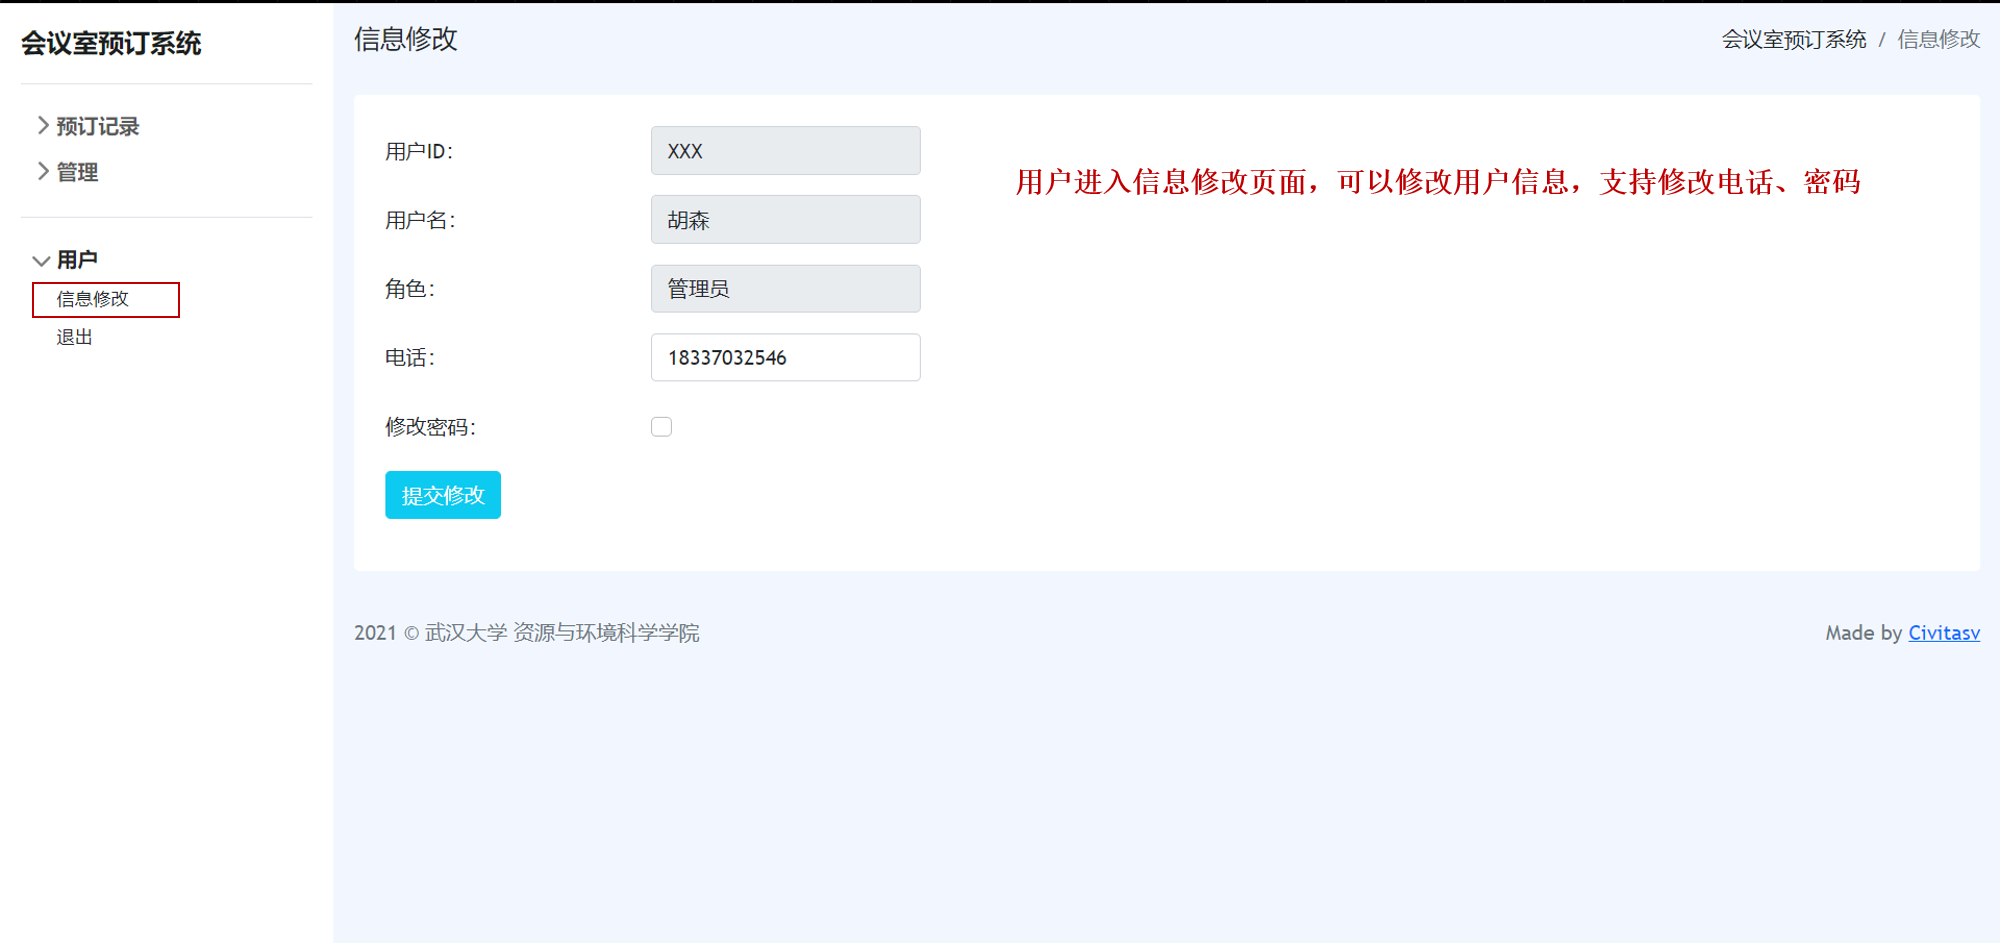 会议室预订系统
预订记录
管理
用户
信息修改
退出
信息修改
会议室预订系统 / 信息修改
用户ID： XXX
用户名： 胡森
角色： 管理员
电话： 18337032546
修改密码：
提交修改
用户进入信息修改页面，可以修改用户信息，支持修改电话、密码
2021 © 武汉大学 资源与环境科学学院
Made by Civitasv